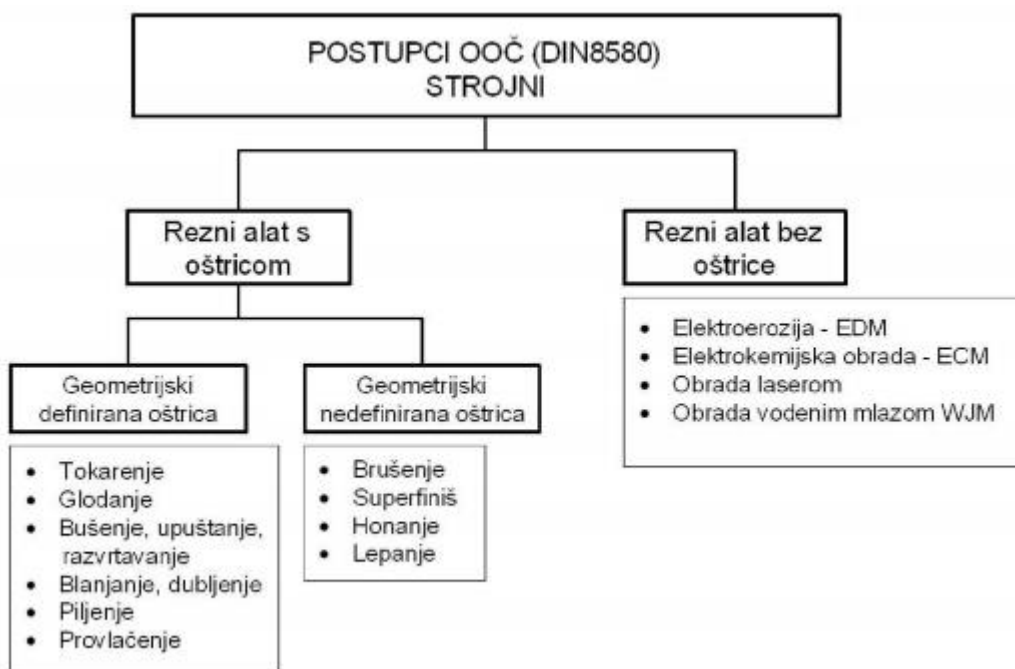 POSTUPCI OOČ (DIN8580)
STROJNI
Rezni alat s
oštricom
Rezni alat bez
oštrice
Geometrijski
definirana oštrica
Geometrijski
nedefinirana oštrica
• Elektroerozija - EDM
• Elektrokemijska obrada - ECM
• Obrada laserom
• Obrada vodenim mlazom WJM
• Tokarenje
• Glodanje
• Bušenje, upuštanje,
razvrtavanje
• Blanjanje, dubljenje
• Piljenje
• Provlačenje
• Brušenje
• Superfiniš
• Honanje
• Lepanje